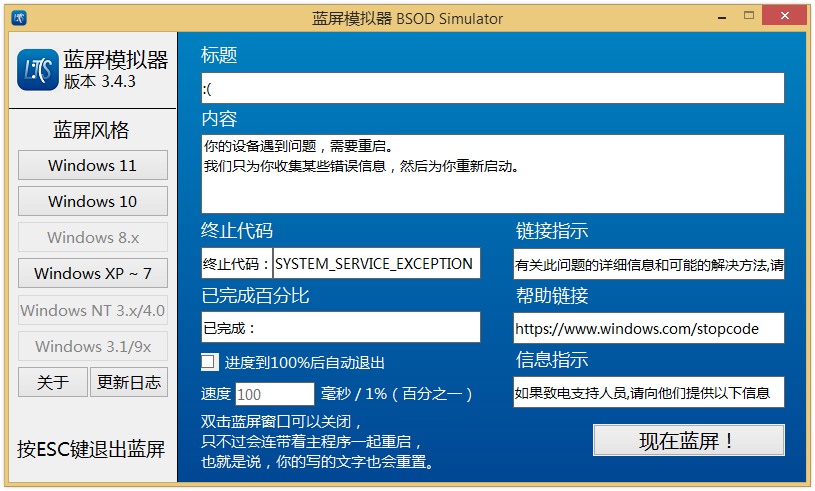 蓝屏模拟器 BSOD Simulator
蓝屏模拟器
版本 3.4.3
蓝屏风格
Windows 11
Windows 10
Windows 8.x
Windows XP ~ 7
Windows NT 3.x/4.0
Windows 3.1/9x
关于
更新日志
按ESC键退出蓝屏
标题
:(
内容
你的设备遇到问题，需要重启。
我们只为你收集某些错误信息，然后为你重新启动。
终止代码
终止代码：
SYSTEM_SERVICE_EXCEPTION
已完成百分比
已完成：
进度到100%后自动退出
速度 100 毫秒 / 1%（百分之一）
双击蓝屏窗口可以关闭，
只不过会连带着主程序一起重启，
也就是说，你的写的文字也会重置。
链接指示
有关此问题的详细信息和可能的解决方法,请
帮助链接
https://www.windows.com/stopcode
信息指示
如果致电支持人员,请向他们提供以下信息
现在蓝屏！